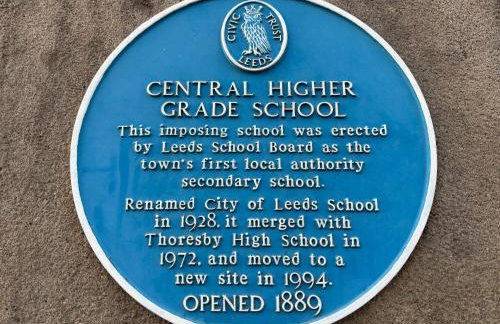 CIVIC TRUST
LEEDS
CENTRAL HIGHER
GRADE SCHOOL
This imposing school was erected
by Leeds School Board as the
town's first local authority
secondary school.
Renamed City of Leeds School
in 1928, it merged with
Thoresby High School in
1972, and moved to a
new site in 1994.
OPENED 1889